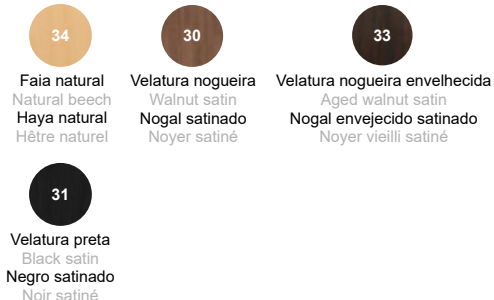 34
Faia natural
Natural beech
Haya natural
Hêtre naturel
30
Velatura nogueira
Walnut satin
Nogal satinado
Noyer satiné
33
Velatura nogueira envelhecida
Aged walnut satin
Nogal envejecido satinado
Noyer vieilli satiné
31
Velatura preta
Black satin
Negro satinado
Noir satiné